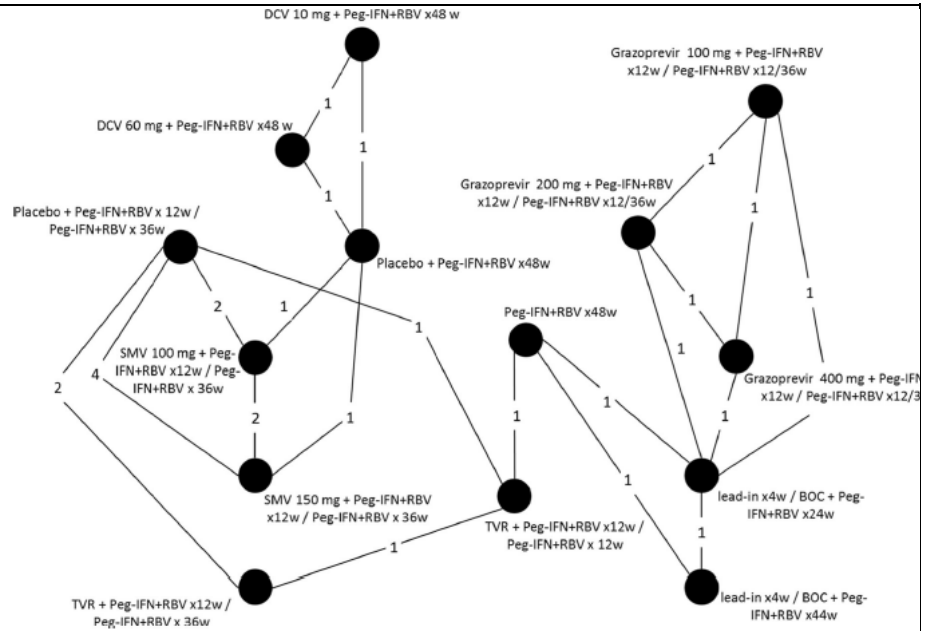 DCV 10 mg + Peg-IFN+RBV x48 w
Grazoprevir 100 mg + Peg-IFN+RBV
x12w / Peg-IFN+RBV x12/36w
1
DCV 60 mg + Peg-IFN+RBV x48 w
1
1
1
Grazoprevir 200 mg + Peg-IFN+RBV
x12w / Peg-IFN+RBV x12/36w
Placebo + Peg-IFN+RBV x 12w /
Peg-IFN+RBV x 36w
1
Placebo + Peg-IFN+RBV x48w
2
1
1
1
1
Peg-IFN+RBV x48w
1
SMV 100 mg + Peg-
IFN+RBV x12w / Peg-
IFN+RBV x 36w
2
4
1
Grazoprevir 400 mg + Peg-IFN
x12w / Peg-IFN+RBV x12/3
1
2
1
1
1
1
SMV 150 mg + Peg-IFN+RBV
x12w / Peg-IFN+RBV x 36w
lead-in x4w / BOC + Peg-
IFN+RBV x24w
TVR + Peg-IFN+RBV x12w /
Peg-IFN+RBV x 12w
1
1
TVR + Peg-IFN+RBV x12w /
Peg-IFN+RBV x 36w
lead-in x4w / BOC + Peg-
IFN+RBV x44w